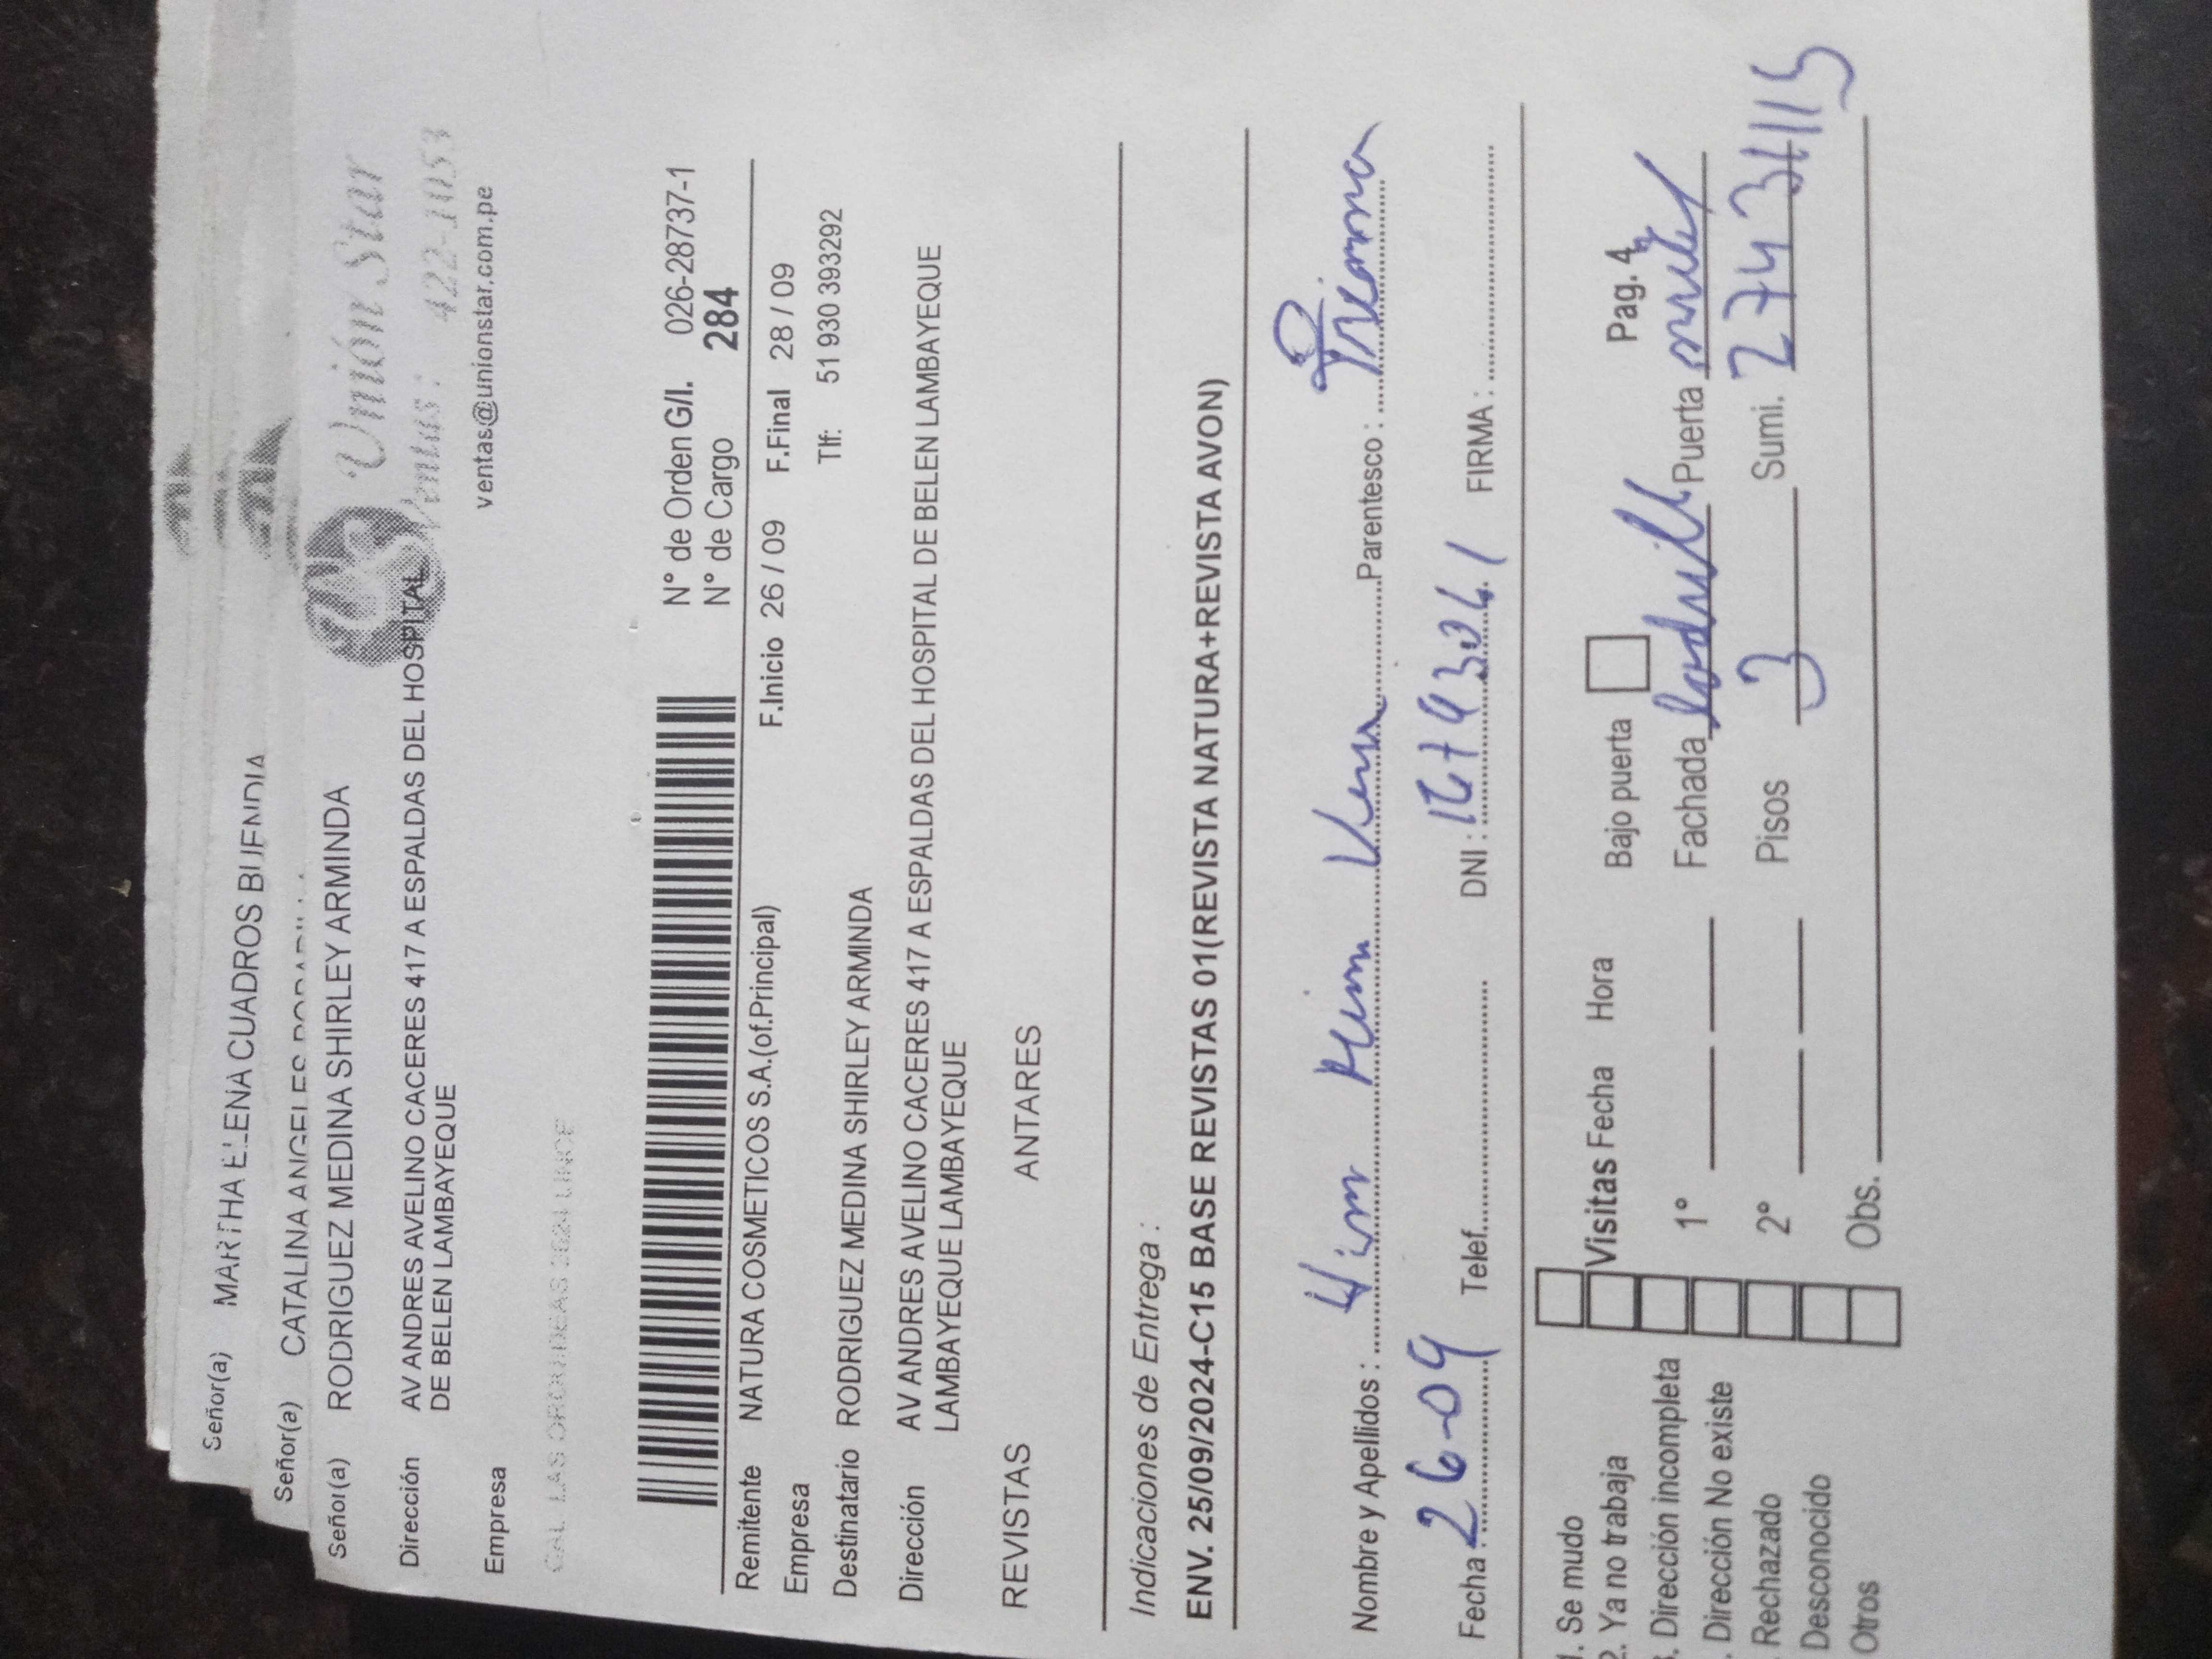 Señor(a) MARTHA ELENA CUADROS BUENDIA
Señor(a) CATALINA ANGELES
Señor(a) RODRIGUEZ MEDINA SHIRLEY ARMINDA
Dirección AV ANDRES AVELINO CACERES 417 A ESPALDAS DEL HOSPITAL
DE BELEN LAMBAYEQUE
Empresa
Unión Star
Ventas: 422-1053
ventas@unionstar.com.pe
N° de Orden G/I. 026-28737-1
N° de Cargo 284
Remitente NATURA COSMETICOS S.A.(of.Principal)
F.Inicio 26 / 09 F.Final 28 / 09
Empresa
Tlf: 51 930 393292
Destinatario RODRIGUEZ MEDINA SHIRLEY ARMINDA
Dirección AV ANDRES AVELINO CACERES 417 A ESPALDAS DEL HOSPITAL DE BELEN LAMBAYEQUE
LAMBAYEQUE LAMBAYEQUE
REVISTAS ANTARES
Indicaciones de Entrega :
ENV. 25/09/2024-C15 BASE REVISTAS 01(REVISTA NATURA+REVISTA AVON)
Nombre y Apellidos : Parentesco :
Fecha : 26-09 Telef. DNI : FIRMA :
1. Se mudo
2. Ya no trabaja
Dirección incompleta
Dirección No existe
Rechazado
Desconocido
Otros
Visitas Fecha Hora Bajo puerta Pag. 4
1° Fachada Puerta
2° Pisos 3 Sumi.
Obs.